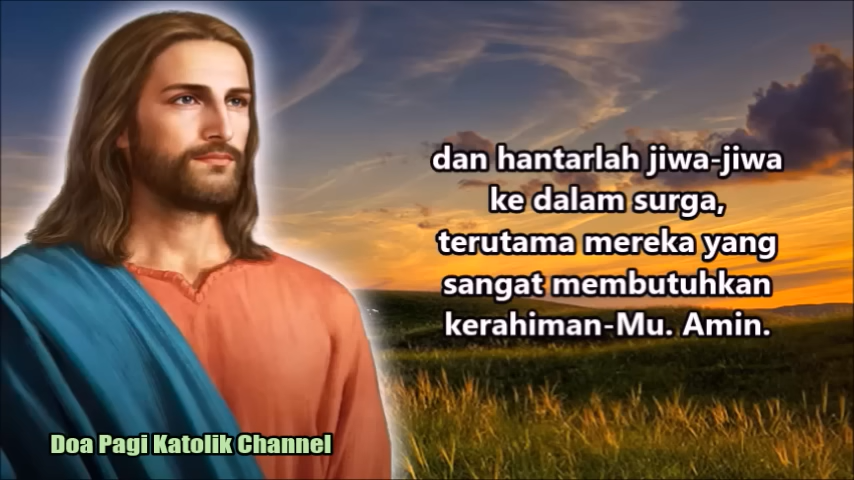 dan hantarlah jiwa-jiwa
ke dalam surga,
terutama mereka yang
sangat membutuhkan
kerahiman-Mu. Amin.
Doa Pagi Katolik Channel